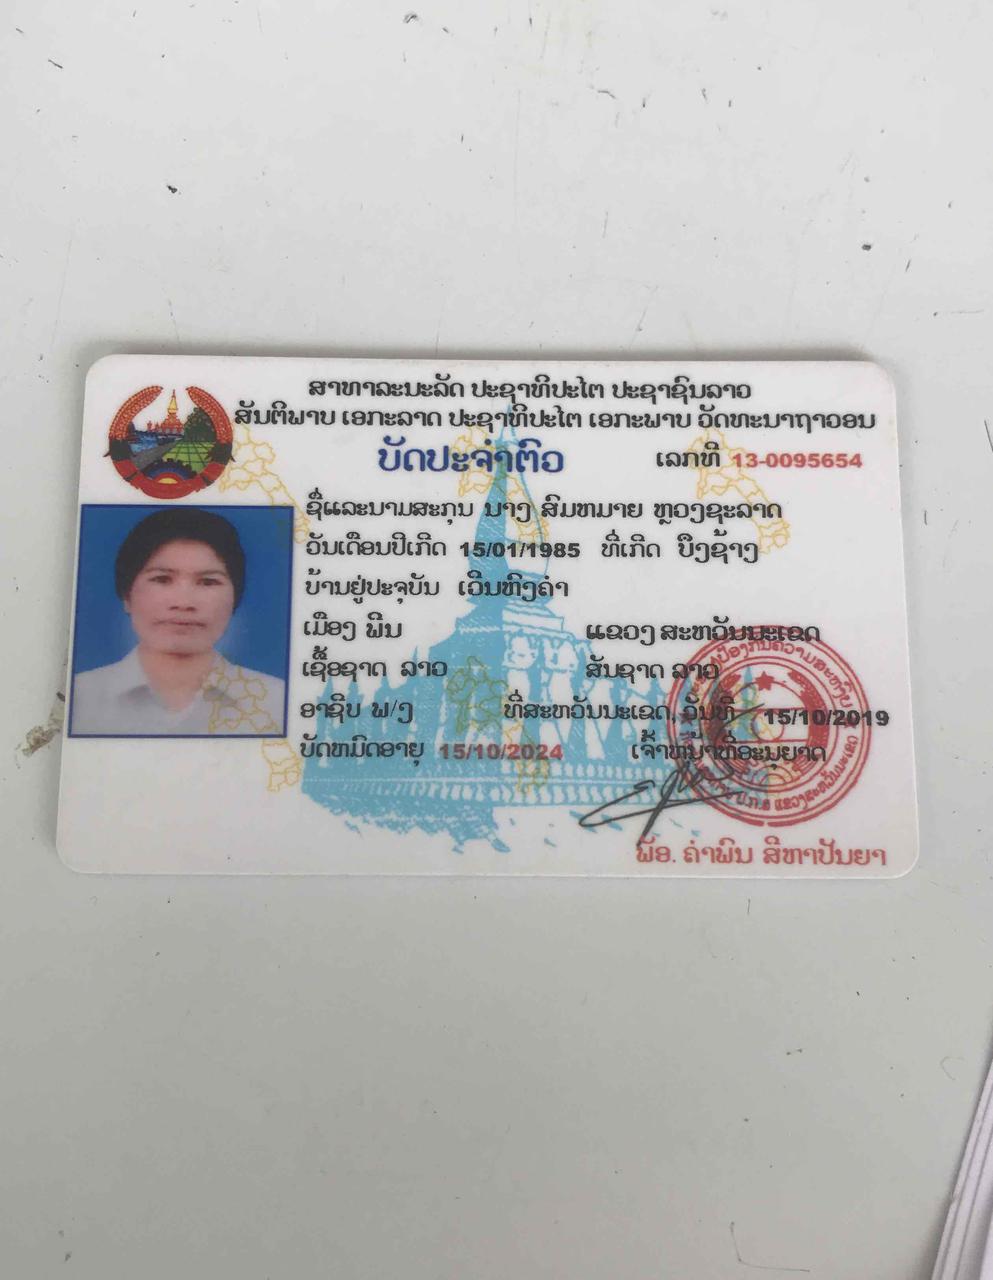 ສາທາລະນະລັດ ປະຊາທິປະໄຕ ປະຊາຊົນລາວ
ສັນຕິພາບ ເອກະລາດ ປະຊາທິປະໄຕ ເອກະພາບ ວັດທະນາຖາວອນ
ບັດປະຈຳຕົວ ເລກທີ 13-0095654
ຊື່ແລະນາມສະກຸນ ນາງ ສົມຫມາຍ ຫຼວງຊະລາດ
ວັນເດືອນປີເກີດ 15/01/1985 ທີ່ເກີດ ບຶງຊ້າງ
ບ້ານຢູ່ປະຈຸບັນ ເວີນຫົງຄຳ
ເມືອງ ພີນ ແຂວງ ສະຫວັນນະເຂດ
ເຊື້ອຊາດ ລາວ ສັນຊາດ ລາວ
ອາຊີບ ຟ/ງ ທີ່ສະຫວັນນະເຂດ, ວັນທີ 15/10/2019
ບັດຫມົດອາຍຸ 15/10/2024 ເຈົ້າຫນ້າທີ່ອະນຸຍາດ
ພັອ. ຄຳພົນ ສີຫາປັນຍາ